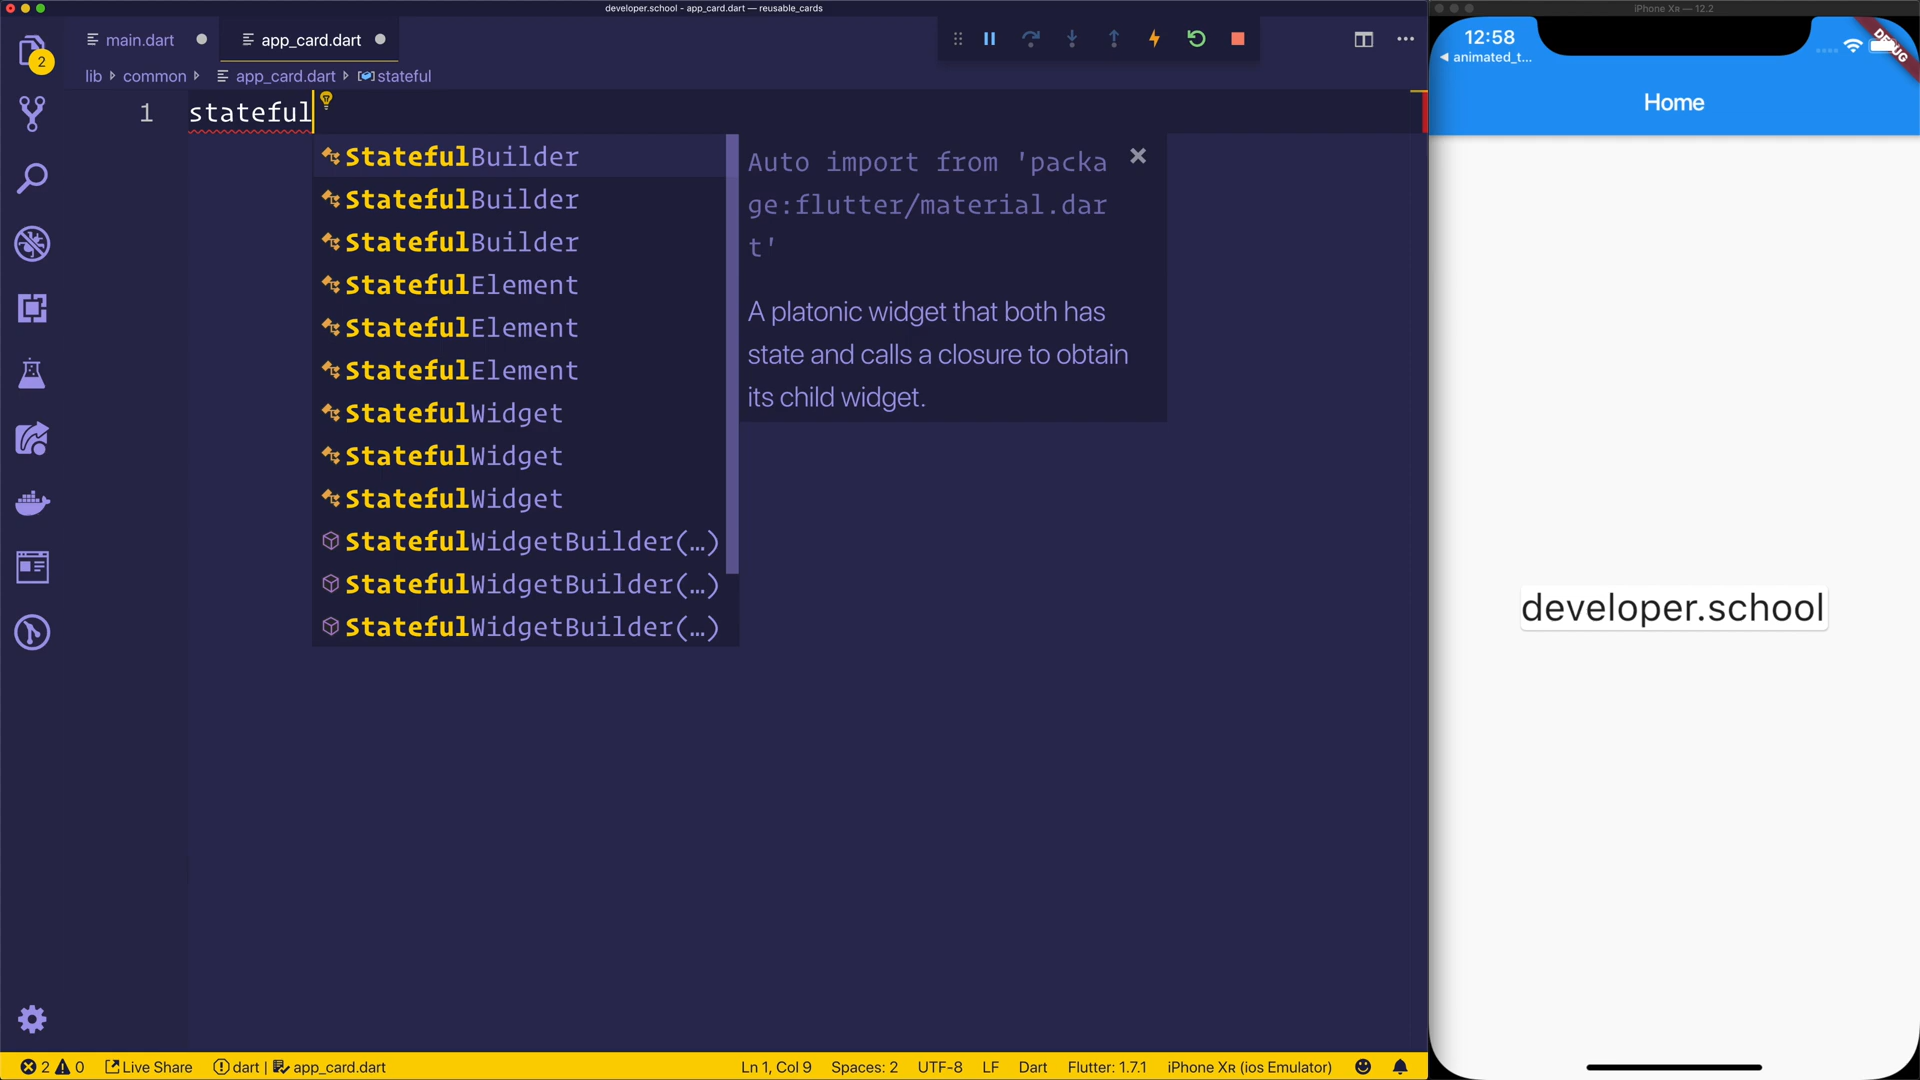 developer.school - app_card.dart — reusable_cards
main.dart
app_card.dart
lib
common
app_card.dart
stateful
2
1
stateful
StatefulBuilder
StatefulBuilder
StatefulBuilder
StatefulElement
StatefulElement
StatefulElement
StatefulWidget
StatefulWidget
StatefulWidget
StatefulWidgetBuilder(…)
StatefulWidgetBuilder(…)
StatefulWidgetBuilder(…)
Auto import from 'packa
ge:flutter/material.dar
t'
A platonic widget that both has
state and calls a closure to obtain
its child widget.
2
0
Live Share
dart | app_card.dart
Ln 1, Col 9
Spaces: 2
UTF-8
LF
Dart
Flutter: 1.7.1
iPhone Xʀ (ios Emulator)
iPhone Xʀ — 12.2
12:58
animated_t...
DEBUG
Home
developer.school